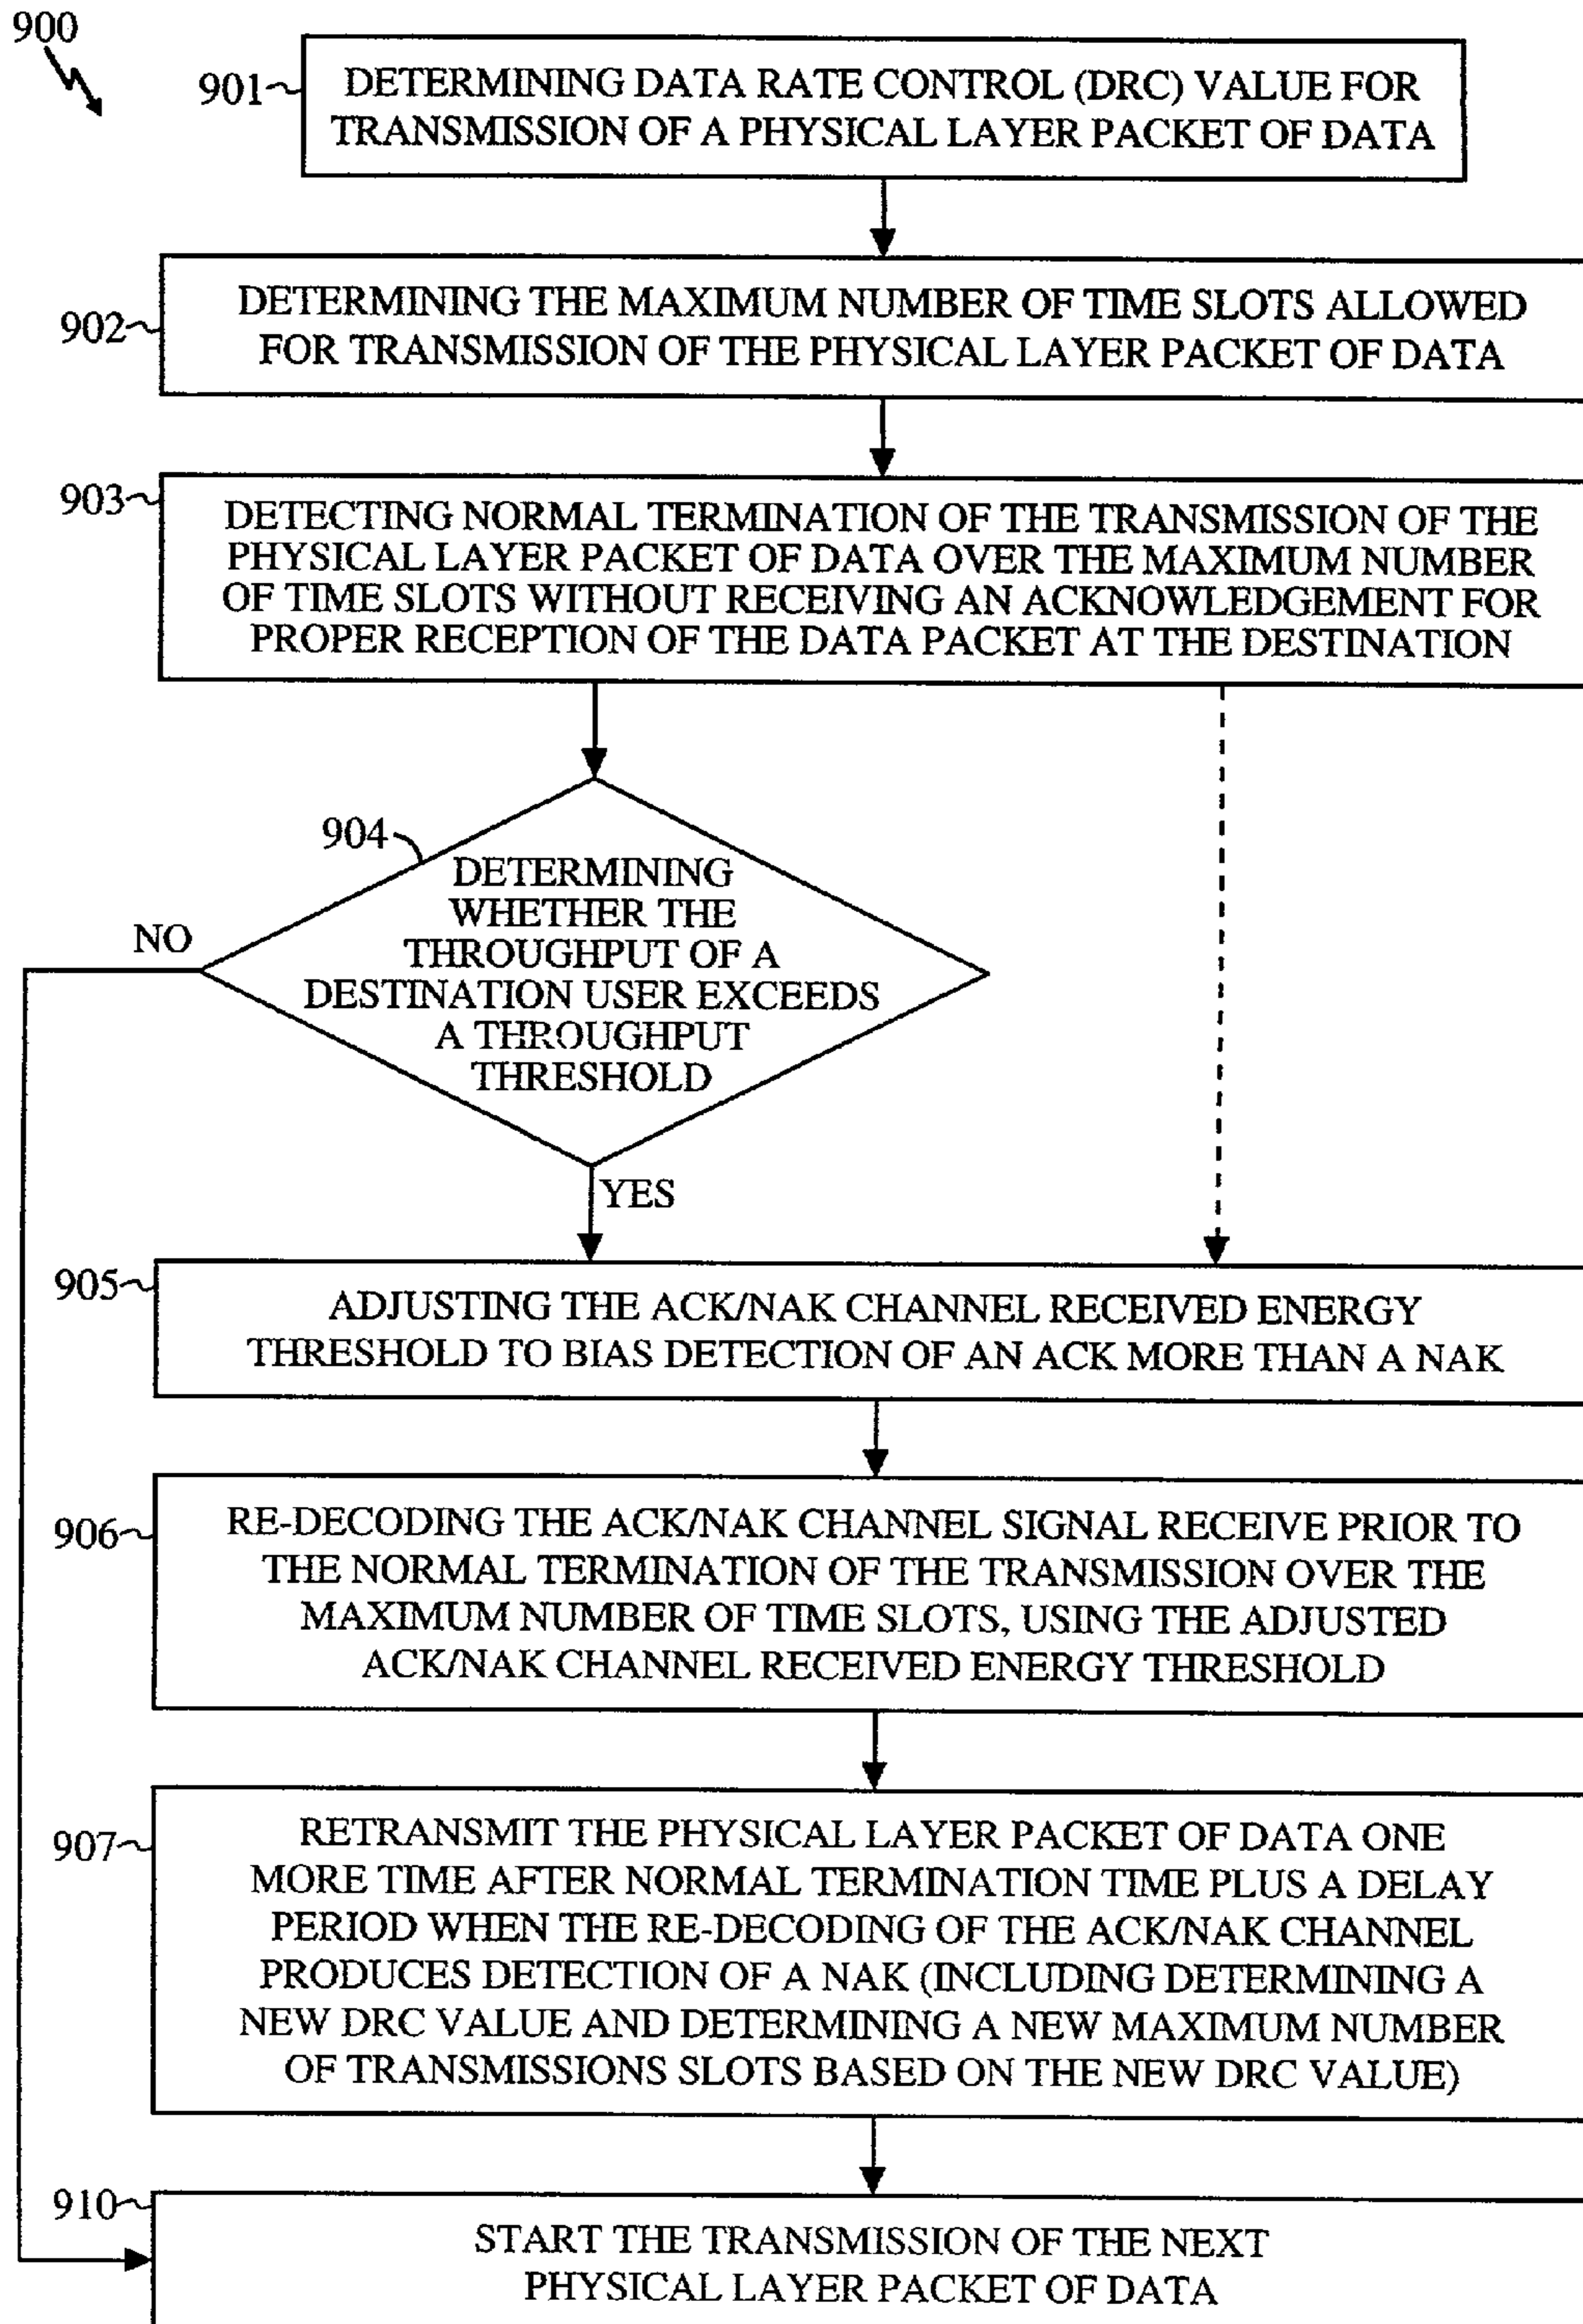 900
901
DETERMINING DATA RATE CONTROL (DRC) VALUE FOR
TRANSMISSION OF A PHYSICAL LAYER PACKET OF DATA
902
DETERMINING THE MAXIMUM NUMBER OF TIME SLOTS ALLOWED
FOR TRANSMISSION OF THE PHYSICAL LAYER PACKET OF DATA
903
DETECTING NORMAL TERMINATION OF THE TRANSMISSION OF THE
PHYSICAL LAYER PACKET OF DATA OVER THE MAXIMUM NUMBER
OF TIME SLOTS WITHOUT RECEIVING AN ACKNOWLEDGEMENT FOR
PROPER RECEPTION OF THE DATA PACKET AT THE DESTINATION
904
DETERMINING
WHETHER THE
THROUGHPUT OF A
DESTINATION USER EXCEEDS
A THROUGHPUT
THRESHOLD
NO
YES
905
ADJUSTING THE ACK/NAK CHANNEL RECEIVED ENERGY
THRESHOLD TO BIAS DETECTION OF AN ACK MORE THAN A NAK
906
RE-DECODING THE ACK/NAK CHANNEL SIGNAL RECEIVE PRIOR TO
THE NORMAL TERMINATION OF THE TRANSMISSION OVER THE
MAXIMUM NUMBER OF TIME SLOTS, USING THE ADJUSTED
ACK/NAK CHANNEL RECEIVED ENERGY THRESHOLD
907
RETRANSMIT THE PHYSICAL LAYER PACKET OF DATA ONE
MORE TIME AFTER NORMAL TERMINATION TIME PLUS A DELAY
PERIOD WHEN THE RE-DECODING OF THE ACK/NAK CHANNEL
PRODUCES DETECTION OF A NAK (INCLUDING DETERMINING A
NEW DRC VALUE AND DETERMINING A NEW MAXIMUM NUMBER
OF TRANSMISSIONS SLOTS BASED ON THE NEW DRC VALUE)
910
START THE TRANSMISSION OF THE NEXT
PHYSICAL LAYER PACKET OF DATA